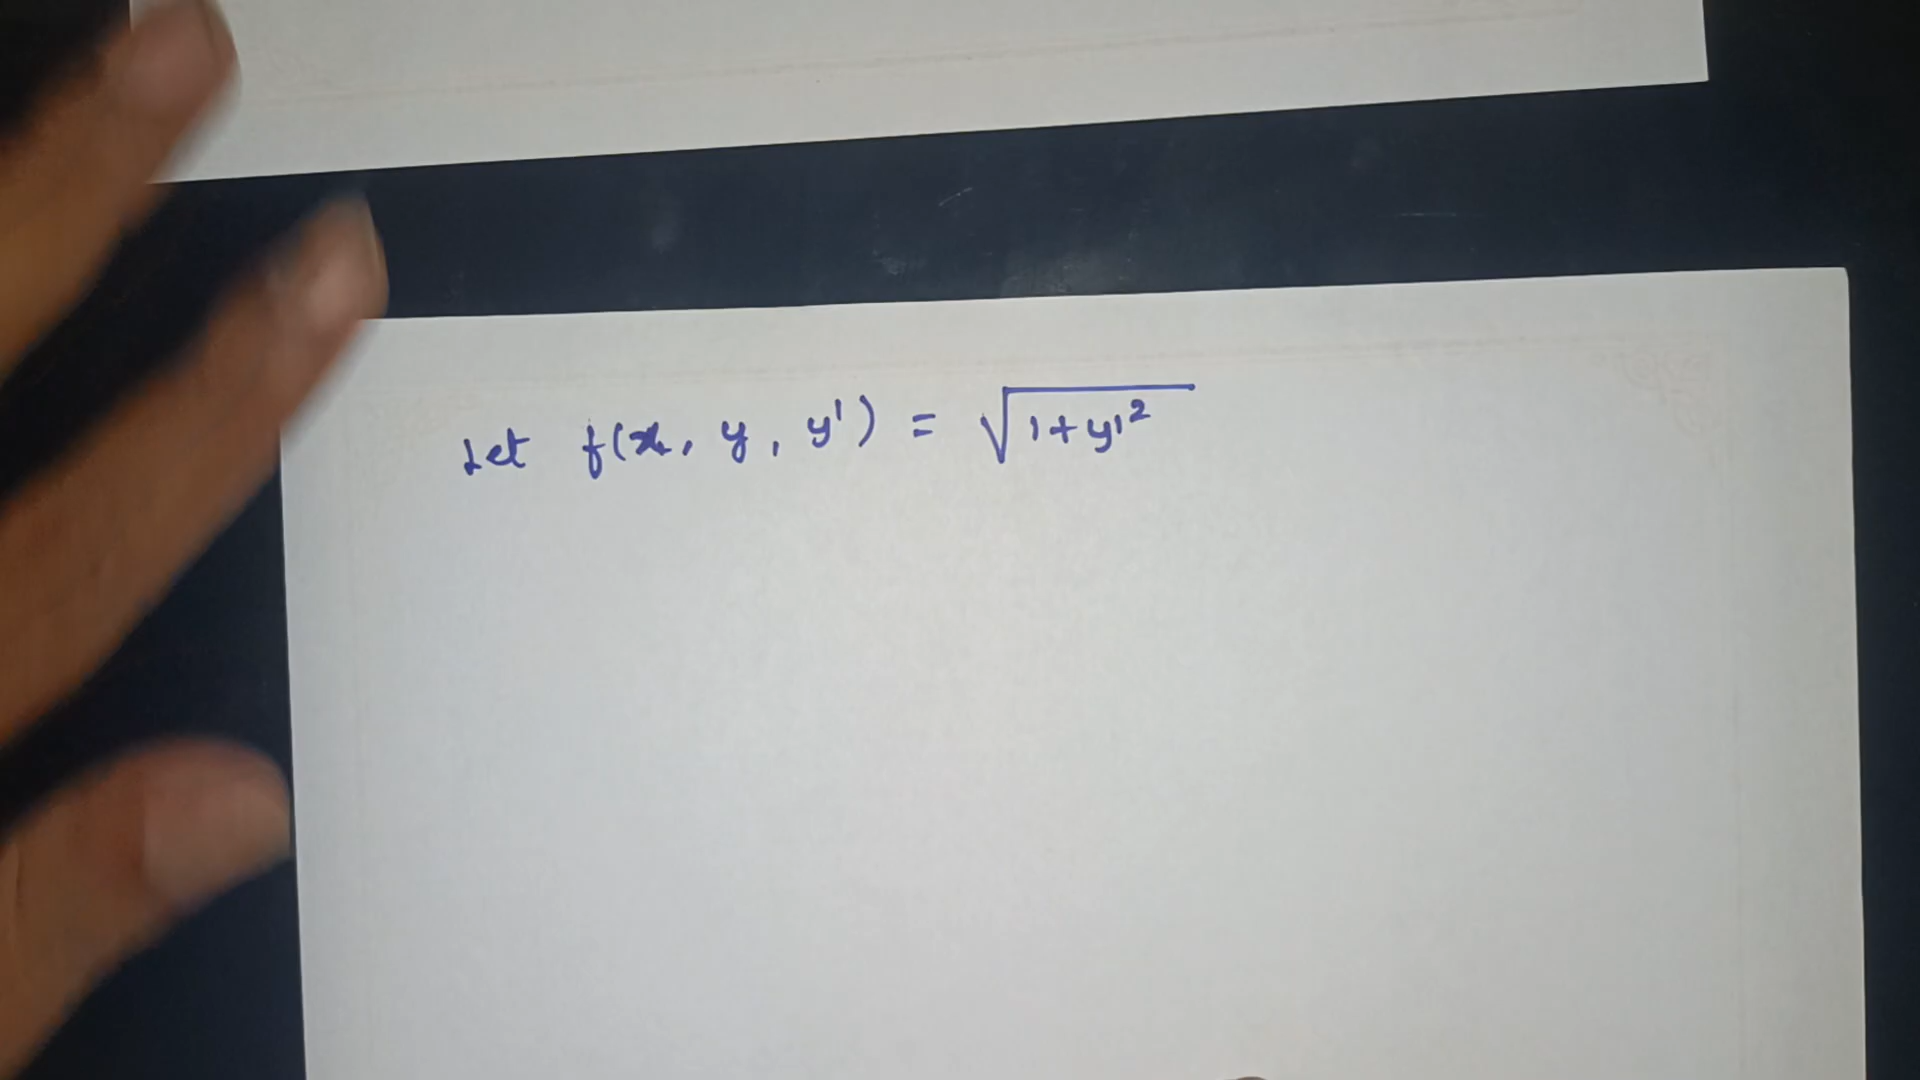 Let f(x, y, y') = √1+y'²